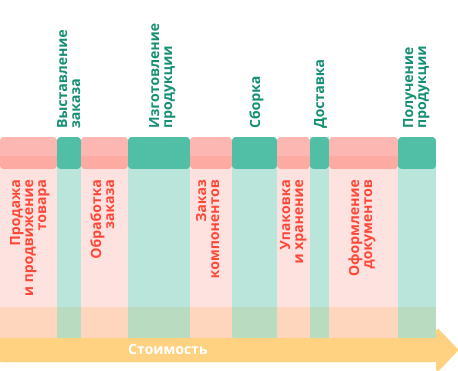 Выставление
заказа
Изготовление
продукции
Сборка
Доставка
Получение
продукции
Продажа
и продвижение
товара
Обработка
заказа
Заказ
компонентов
Упаковка
и хранение
Оформление
документов
Стоимость